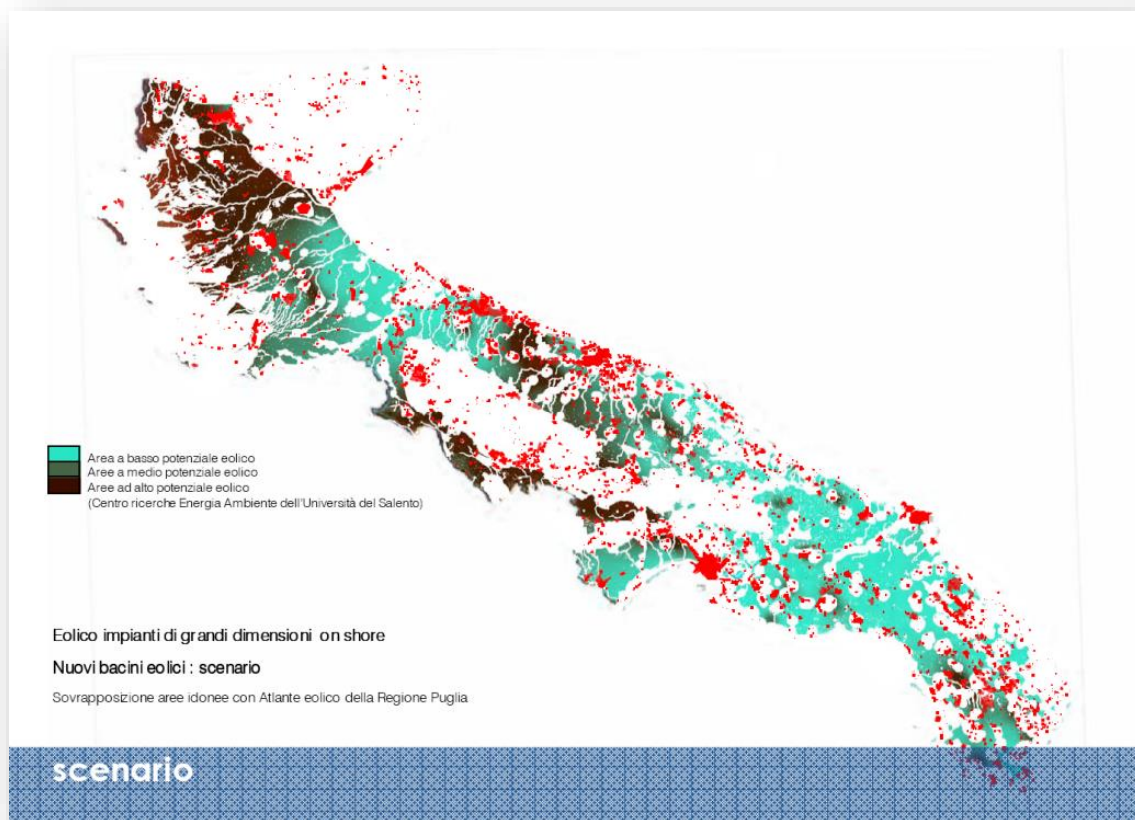 Area a basso potenziale eolico
Aree a medio potenziale eolico
Aree ad alto potenziale eolico
(Centro ricerche Energia Ambiente dell'Università del Salento)
Eolico impianti di grandi dimensioni on shore
Nuovi bacini eolici : scenario
Sovrapposizione aree idonee con Atlante eolico della Regione Puglia
scenario